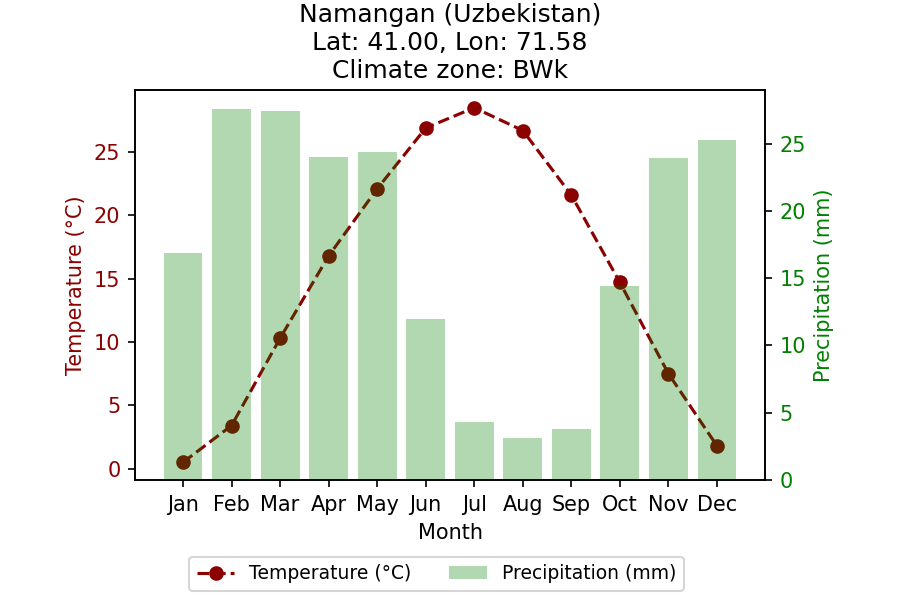 Namangan (Uzbekistan)
Lat: 41.00, Lon: 71.58
Climate zone: BWk
Temperature (°C)
0
5
10
15
20
25
Precipitation (mm)
0
5
10
15
20
25
Jan Feb Mar Apr May Jun Jul Aug Sep Oct Nov Dec
Month
Temperature (°C) Precipitation (mm)